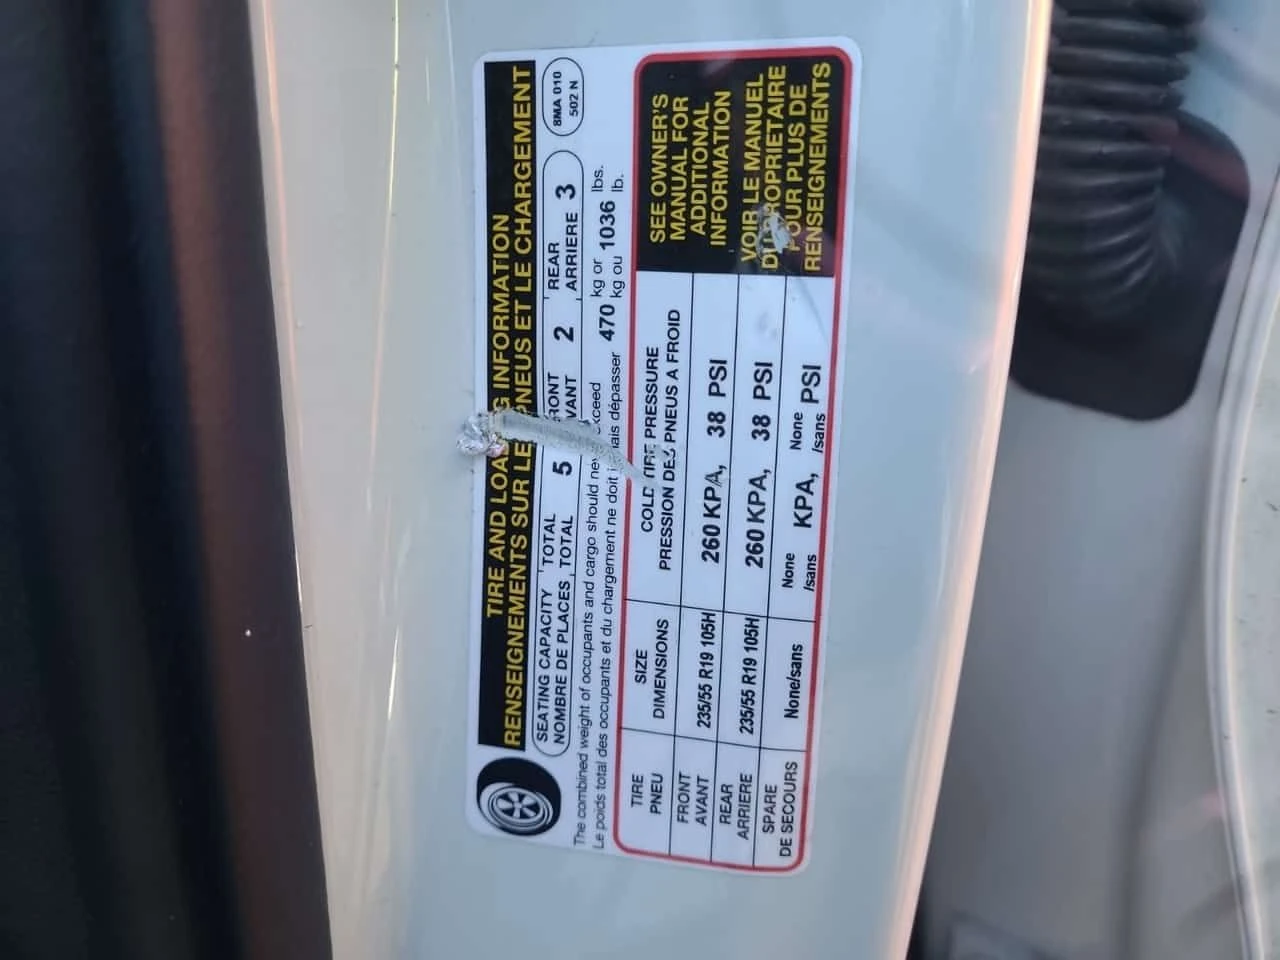 TIRE AND LOADING INFORMATION
RENSEIGNEMENTS SUR LES PNEUS ET LE CHARGEMENT
SEATING CAPACITY TOTAL 5 FRONT 2 REAR 3
NOMBRE DE PLACES TOTAL AVANT ARRIERE
8MA 010
502 N
The combined weight of occupants and cargo should never exceed 470 kg or 1036 lbs.
Le poids total des occupants et du chargement ne doit jamais dépasser kg ou lb.
TIRE SIZE COLD TIRE PRESSURE
PNEU DIMENSIONS PRESSION DES PNEUS A FROID
FRONT
AVANT 235/55 R19 105H 260 KPA, 38 PSI
REAR
ARRIERE 235/55 R19 105H 260 KPA, 38 PSI
SPARE
DE SECOURS None/sans None/sans KPA, None/sans PSI
SEE OWNER'S
MANUAL FOR
ADDITIONAL
INFORMATION
VOIR LE MANUEL
DU PROPRIETAIRE
POUR PLUS DE
RENSEIGNEMENTS